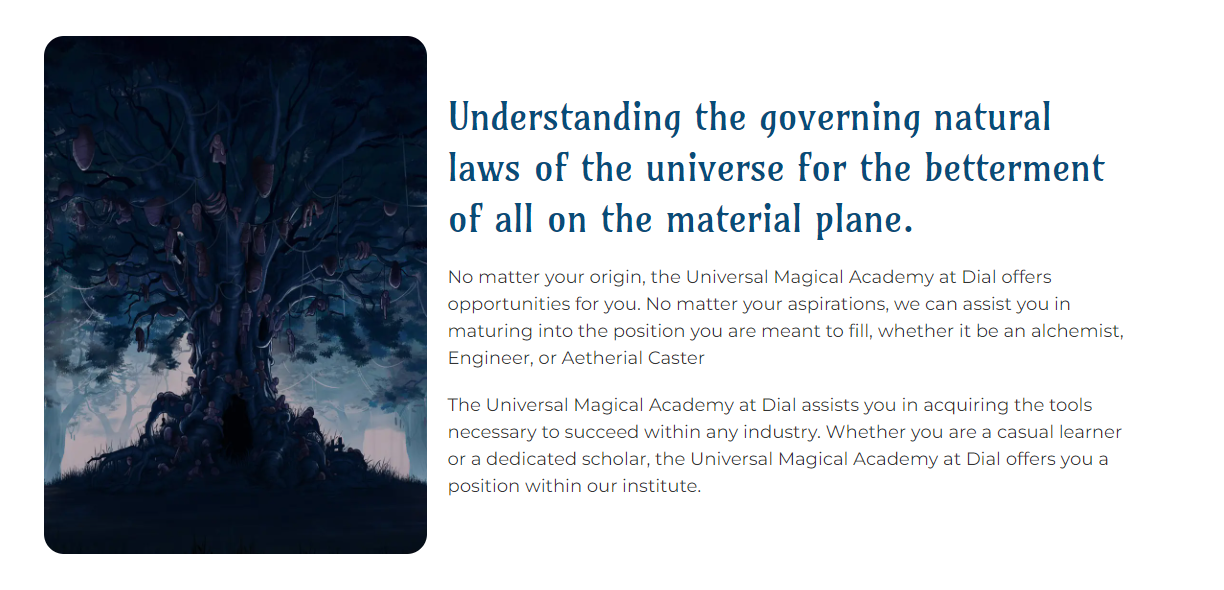 Understanding the governing natural
laws of the universe for the betterment
of all on the material plane.
No matter your origin, the Universal Magical Academy at Dial offers
opportunities for you. No matter your aspirations, we can assist you in
maturing into the position you are meant to fill, whether it be an alchemist,
Engineer, or Aetherial Caster
The Universal Magical Academy at Dial assists you in acquiring the tools
necessary to succeed within any industry. Whether you are a casual learner
or a dedicated scholar, the Universal Magical Academy at Dial offers you a
position within our institute.